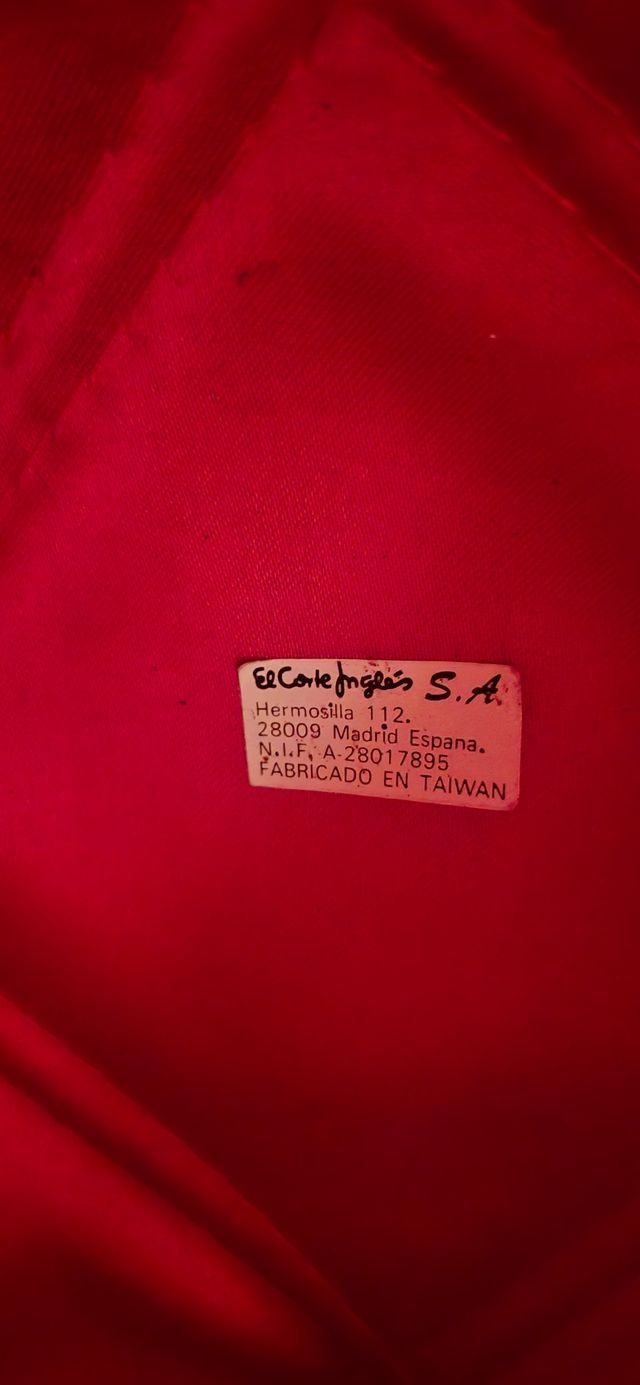 El Corte Inglés S.A.
Hermosilla 112.
28009 Madrid Espana.
N.I.F. A-28017895
FABRICADO EN TAIWAN